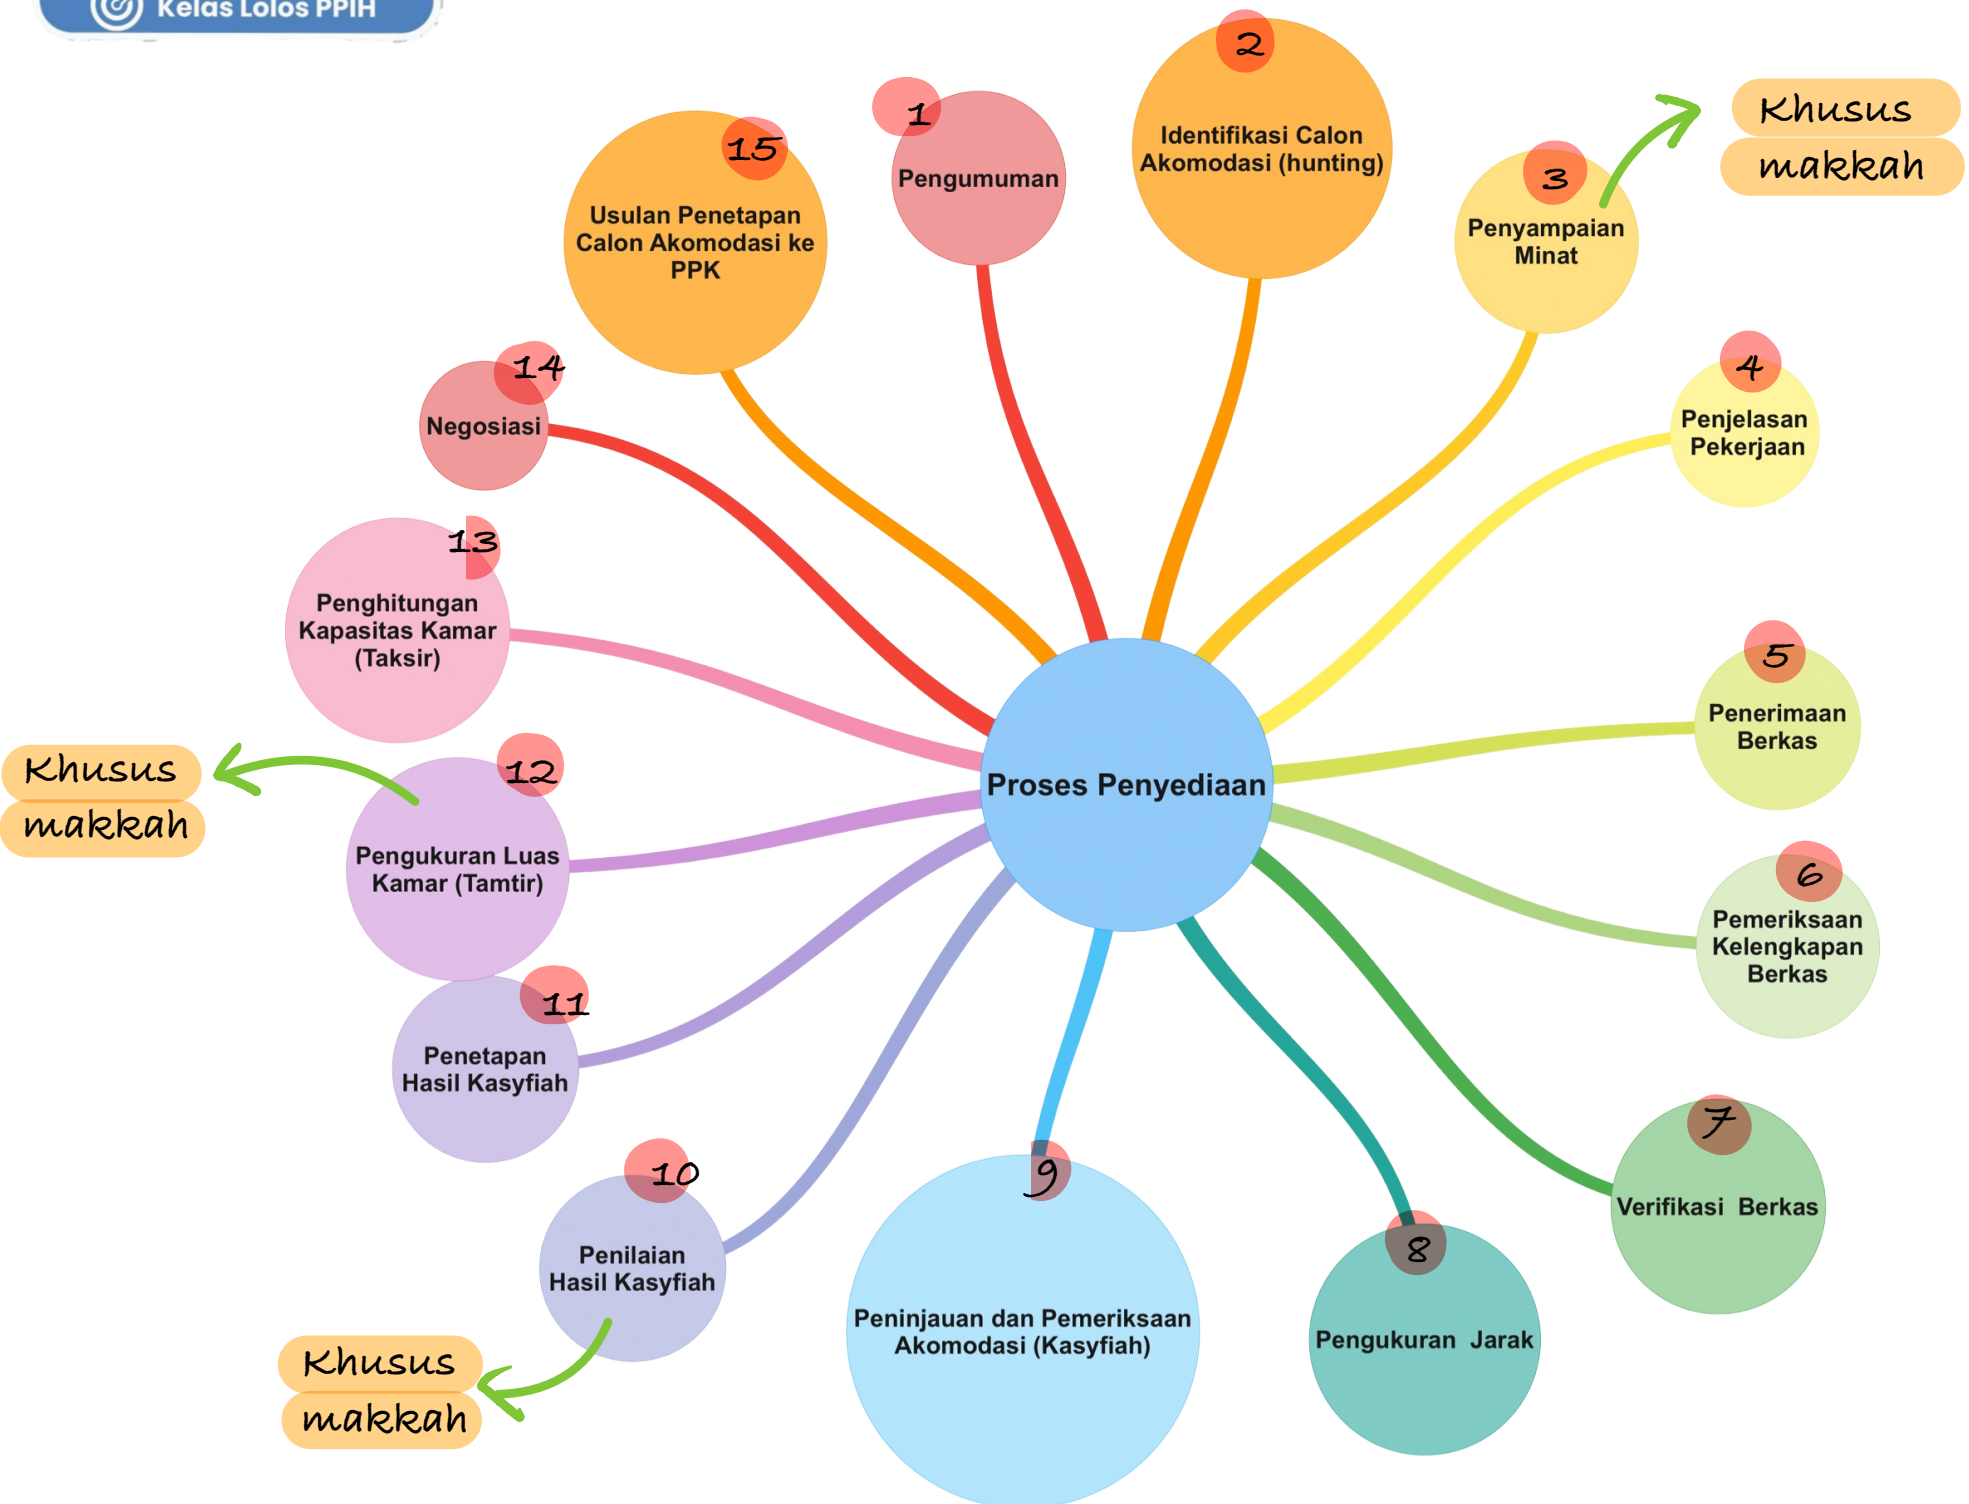 Kelas Lolos PPIH
1
Pengumuman
2
Identifikasi Calon
Akomodasi (hunting)
3
Penyampaian
Minat
Khusus
makkah
4
Penjelasan
Pekerjaan
5
Penerimaan
Berkas
6
Pemeriksaan
Kelengkapan
Berkas
7
Verifikasi Berkas
8
Pengukuran Jarak
9
Peninjauan dan Pemeriksaan
Akomodasi (Kasyfiah)
10
Penilaian
Hasil Kasyfiah
Khusus
makkah
11
Penetapan
Hasil Kasyfiah
12
Pengukuran Luas
Kamar (Tamtir)
Khusus
makkah
13
Penghitungan
Kapasitas Kamar
(Taksir)
14
Negosiasi
15
Usulan Penetapan
Calon Akomodasi ke
PPK
Proses Penyediaan